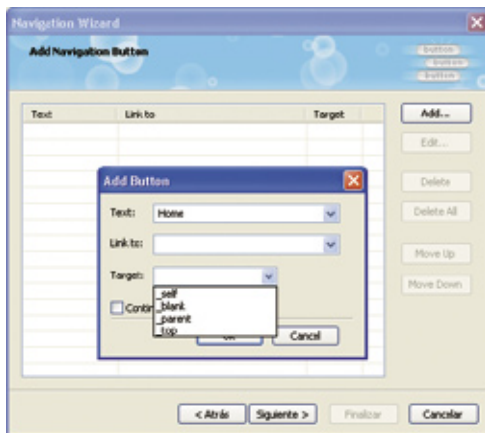 Navigation Wizard
Add Navigation Button
button
button
button
Text Link to Target
Add...
Edit...
Delete
Delete All
Move Up
Move Down
Add Button
Text: Home
Link to:
Target:
_self
_blank
_parent
_top
Contin
Cancel
< Atrás Siguiente > Finalizar Cancelar